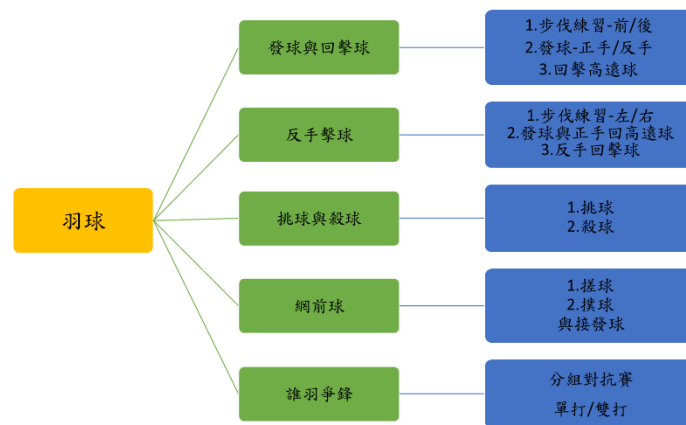 羽球
發球與回擊球
1.步伐練習-前/後
2.發球-正手/反手
3.回擊高遠球
反手擊球
1.步伐練習-左/右
2.發球與正手回高遠球
3.反手回擊球
挑球與殺球
1.挑球
2.殺球
網前球
1.搓球
2.撲球
與接發球
誰羽爭鋒
分組對抗賽
單打/雙打